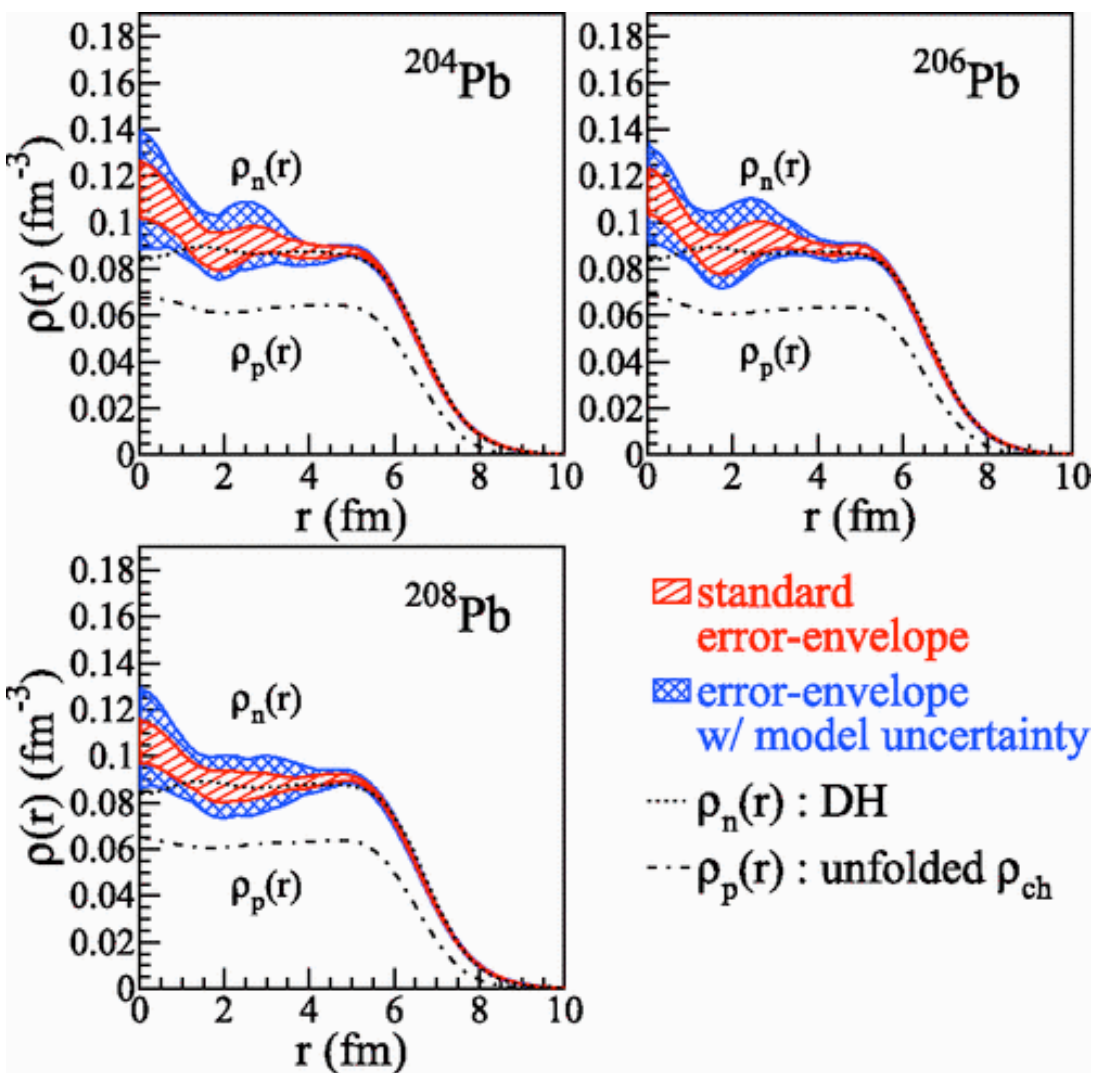 ρ(r) (fm⁻³)
0.18
0.16
0.14
0.12
0.1
0.08
0.06
0.04
0.02
0
²⁰⁴Pb
ρn(r)
ρp(r)
0 2 4 6 8 10
r (fm)
0.18
0.16
0.14
0.12
0.1
0.08
0.06
0.04
0.02
0
²⁰⁶Pb
ρn(r)
ρp(r)
0 2 4 6 8 10
r (fm)
ρ(r) (fm⁻³)
0.18
0.16
0.14
0.12
0.1
0.08
0.06
0.04
0.02
0
²⁰⁸Pb
ρn(r)
ρp(r)
0 2 4 6 8 10
r (fm)
standard
error-envelope
error-envelope
w/ model uncertainty
ρn(r) : DH
ρp(r) : unfolded ρch